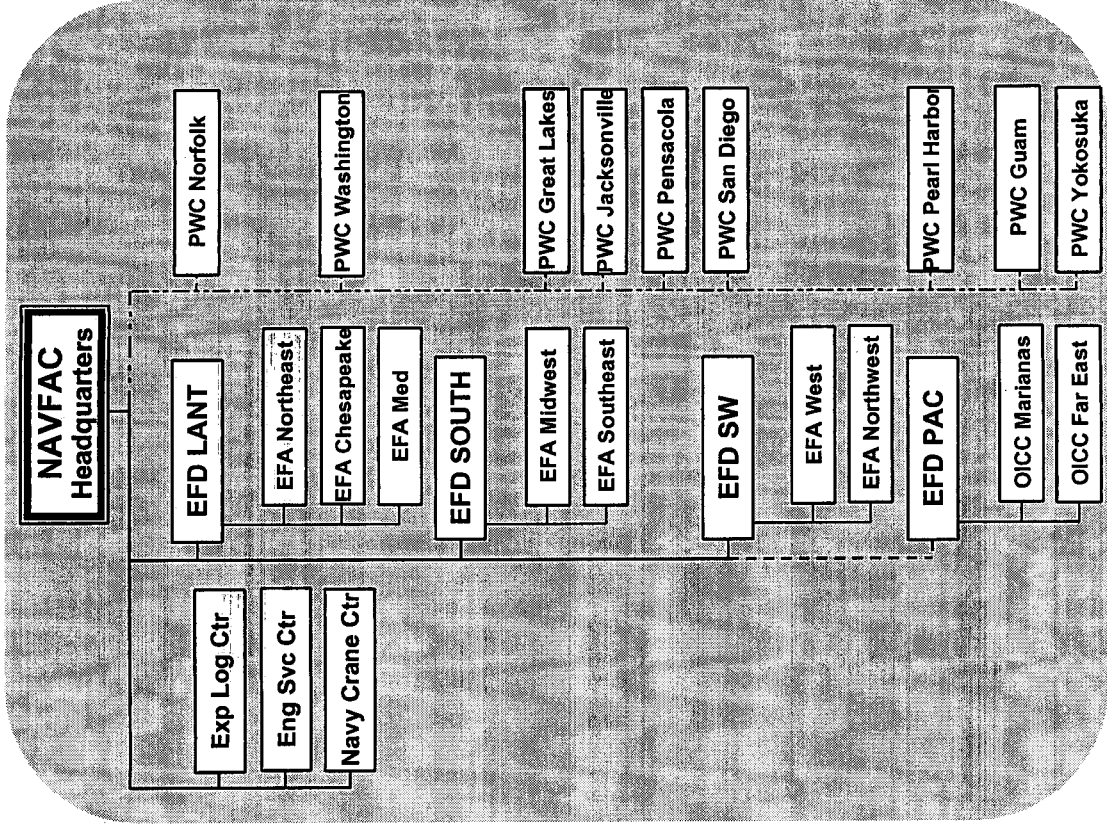 NAVFAC
Headquarters
Exp Log Ctr
Eng Svc Ctr
Navy Crane Ctr
EFD LANT
EFA Northeast
EFA Chesapeake
EFA Med
EFD SOUTH
EFA Midwest
EFA Southeast
EFD SW
EFA West
EFA Northwest
EFD PAC
OICC Marianas
OICC Far East
PWC Norfolk
PWC Washington
PWC Great Lakes
PWC Jacksonville
PWC Pensacola
PWC San Diego
PWC Pearl Harbor
PWC Guam
PWC Yokosuka